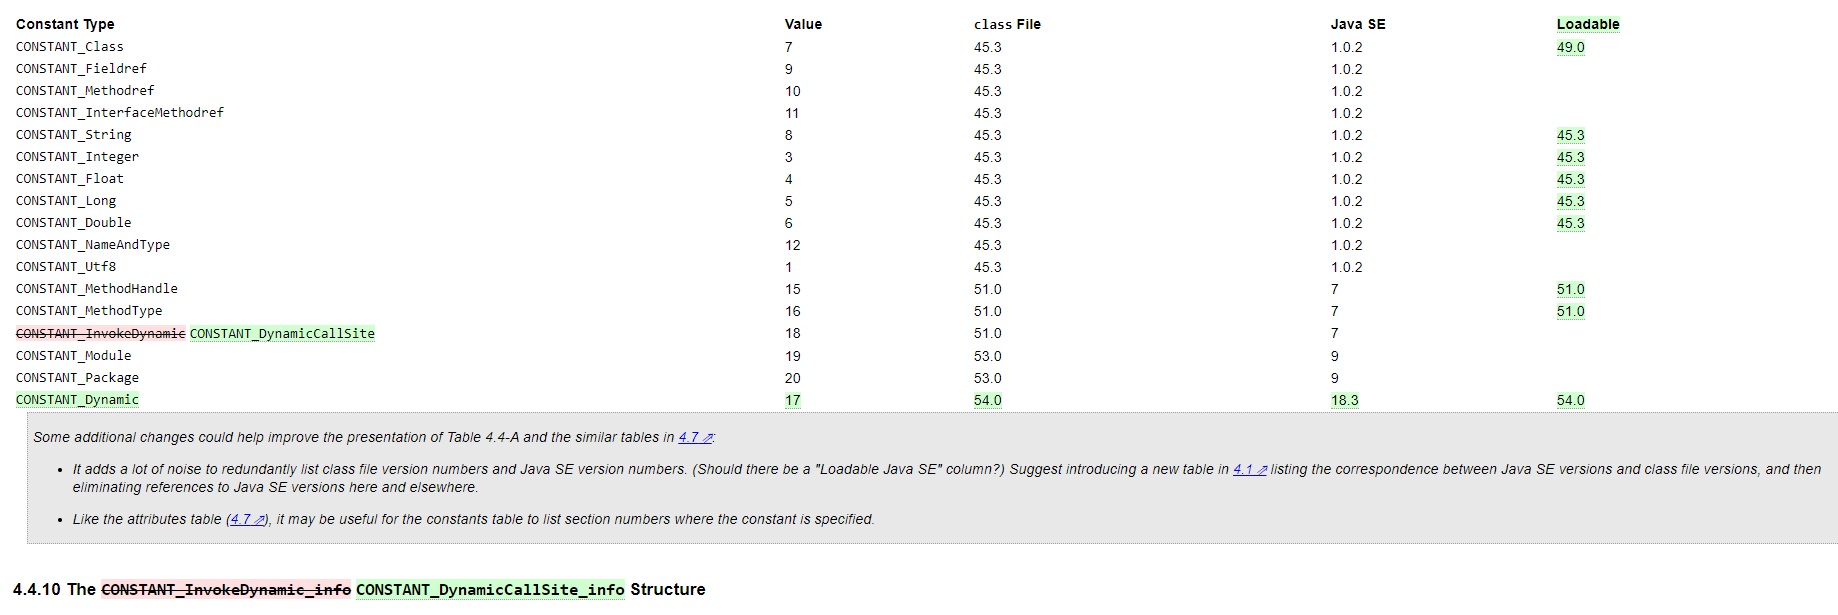 Constant Type Value class File Java SE Loadable
CONSTANT_Class 7 45.3 1.0.2 49.0
CONSTANT_Fieldref 9 45.3 1.0.2
CONSTANT_Methodref 10 45.3 1.0.2
CONSTANT_InterfaceMethodref 11 45.3 1.0.2
CONSTANT_String 8 45.3 1.0.2 45.3
CONSTANT_Integer 3 45.3 1.0.2 45.3
CONSTANT_Float 4 45.3 1.0.2 45.3
CONSTANT_Long 5 45.3 1.0.2 45.3
CONSTANT_Double 6 45.3 1.0.2 45.3
CONSTANT_NameAndType 12 45.3 1.0.2
CONSTANT_Utf8 1 45.3 1.0.2
CONSTANT_MethodHandle 15 51.0 7 51.0
CONSTANT_MethodType 16 51.0 7 51.0
CONSTANT_InvokeDynamic CONSTANT_DynamicCallSite 18 51.0 7
CONSTANT_Module 19 53.0 9
CONSTANT_Package 20 53.0 9
CONSTANT_Dynamic 17 54.0 18.3 54.0
Some additional changes could help improve the presentation of Table 4.4-A and the similar tables in 4.7 ⇗:
• It adds a lot of noise to redundantly list class file version numbers and Java SE version numbers. (Should there be a "Loadable Java SE" column?) Suggest introducing a new table in 4.1 ⇗ listing the correspondence between Java SE versions and class file versions, and then
eliminating references to Java SE versions here and elsewhere.
• Like the attributes table (4.7 ⇗), it may be useful for the constants table to list section numbers where the constant is specified.
4.4.10 The CONSTANT_InvokeDynamic_info CONSTANT_DynamicCallSite_info Structure